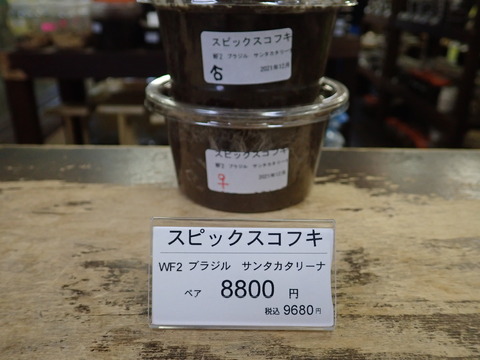 スピックスコフキ
WF2 ブラジル サンタカタリーナ
2021年12月
♂
スピックスコフキ
WF2 ブラジル サンタカタリーナ
♀ 2021年12月
スピックスコフキ
WF2 ブラジル サンタカタリーナ
ペア 8800 円
税込 9680円